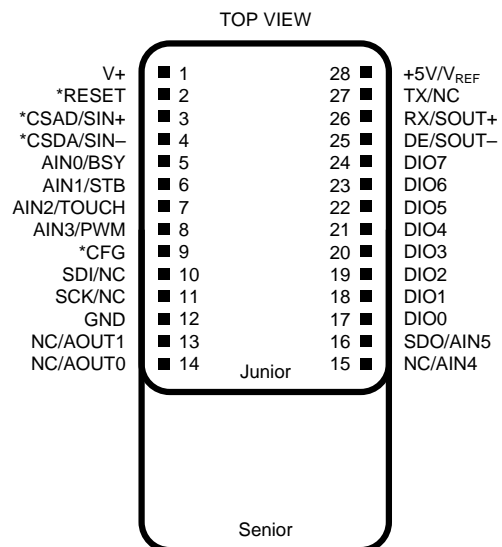 TOP VIEW
V+ 1 28 +5V/VREF
*RESET 2 27 TX/NC
*CSAD/SIN+ 3 26 RX/SOUT+
*CSDA/SIN– 4 25 DE/SOUT–
AIN0/BSY 5 24 DIO7
AIN1/STB 6 23 DIO6
AIN2/TOUCH 7 22 DIO5
AIN3/PWM 8 21 DIO4
*CFG 9 20 DIO3
SDI/NC 10 19 DIO2
SCK/NC 11 18 DIO1
GND 12 17 DIO0
NC/AOUT1 13 16 SDO/AIN5
NC/AOUT0 14 15 NC/AIN4
Junior
Senior